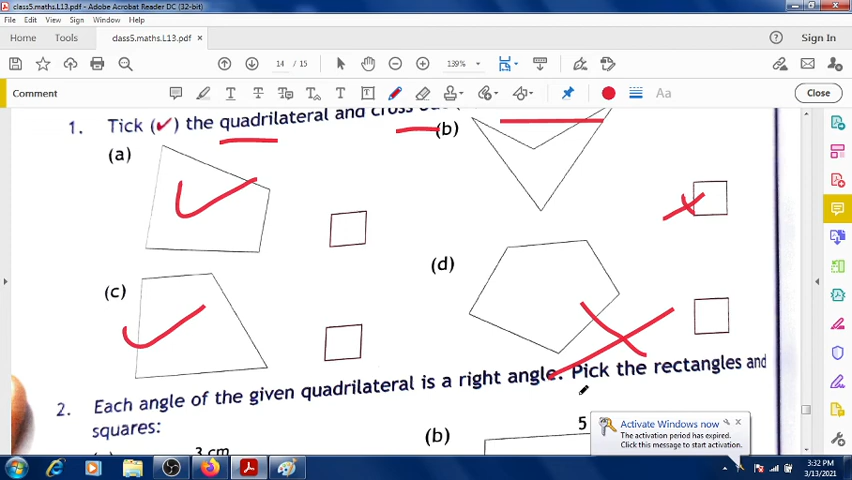 class5.maths.L13.pdf - Adobe Acrobat Reader DC (32-bit)
File Edit View Sign Window Help
Home Tools class5.maths.L13.pdf × Sign In
14 / 15 139%
Comment Aa Close
1. Tick (✓) the quadrilateral and cross out
(a)
(b)
(c)
(d)
2. Each angle of the given quadrilateral is a right angle. Pick the rectangles and
squares:
3 cm
(b)
5
Activate Windows now
The activation period has expired.
Click this message to start activation.
3:32 PM
3/13/2021